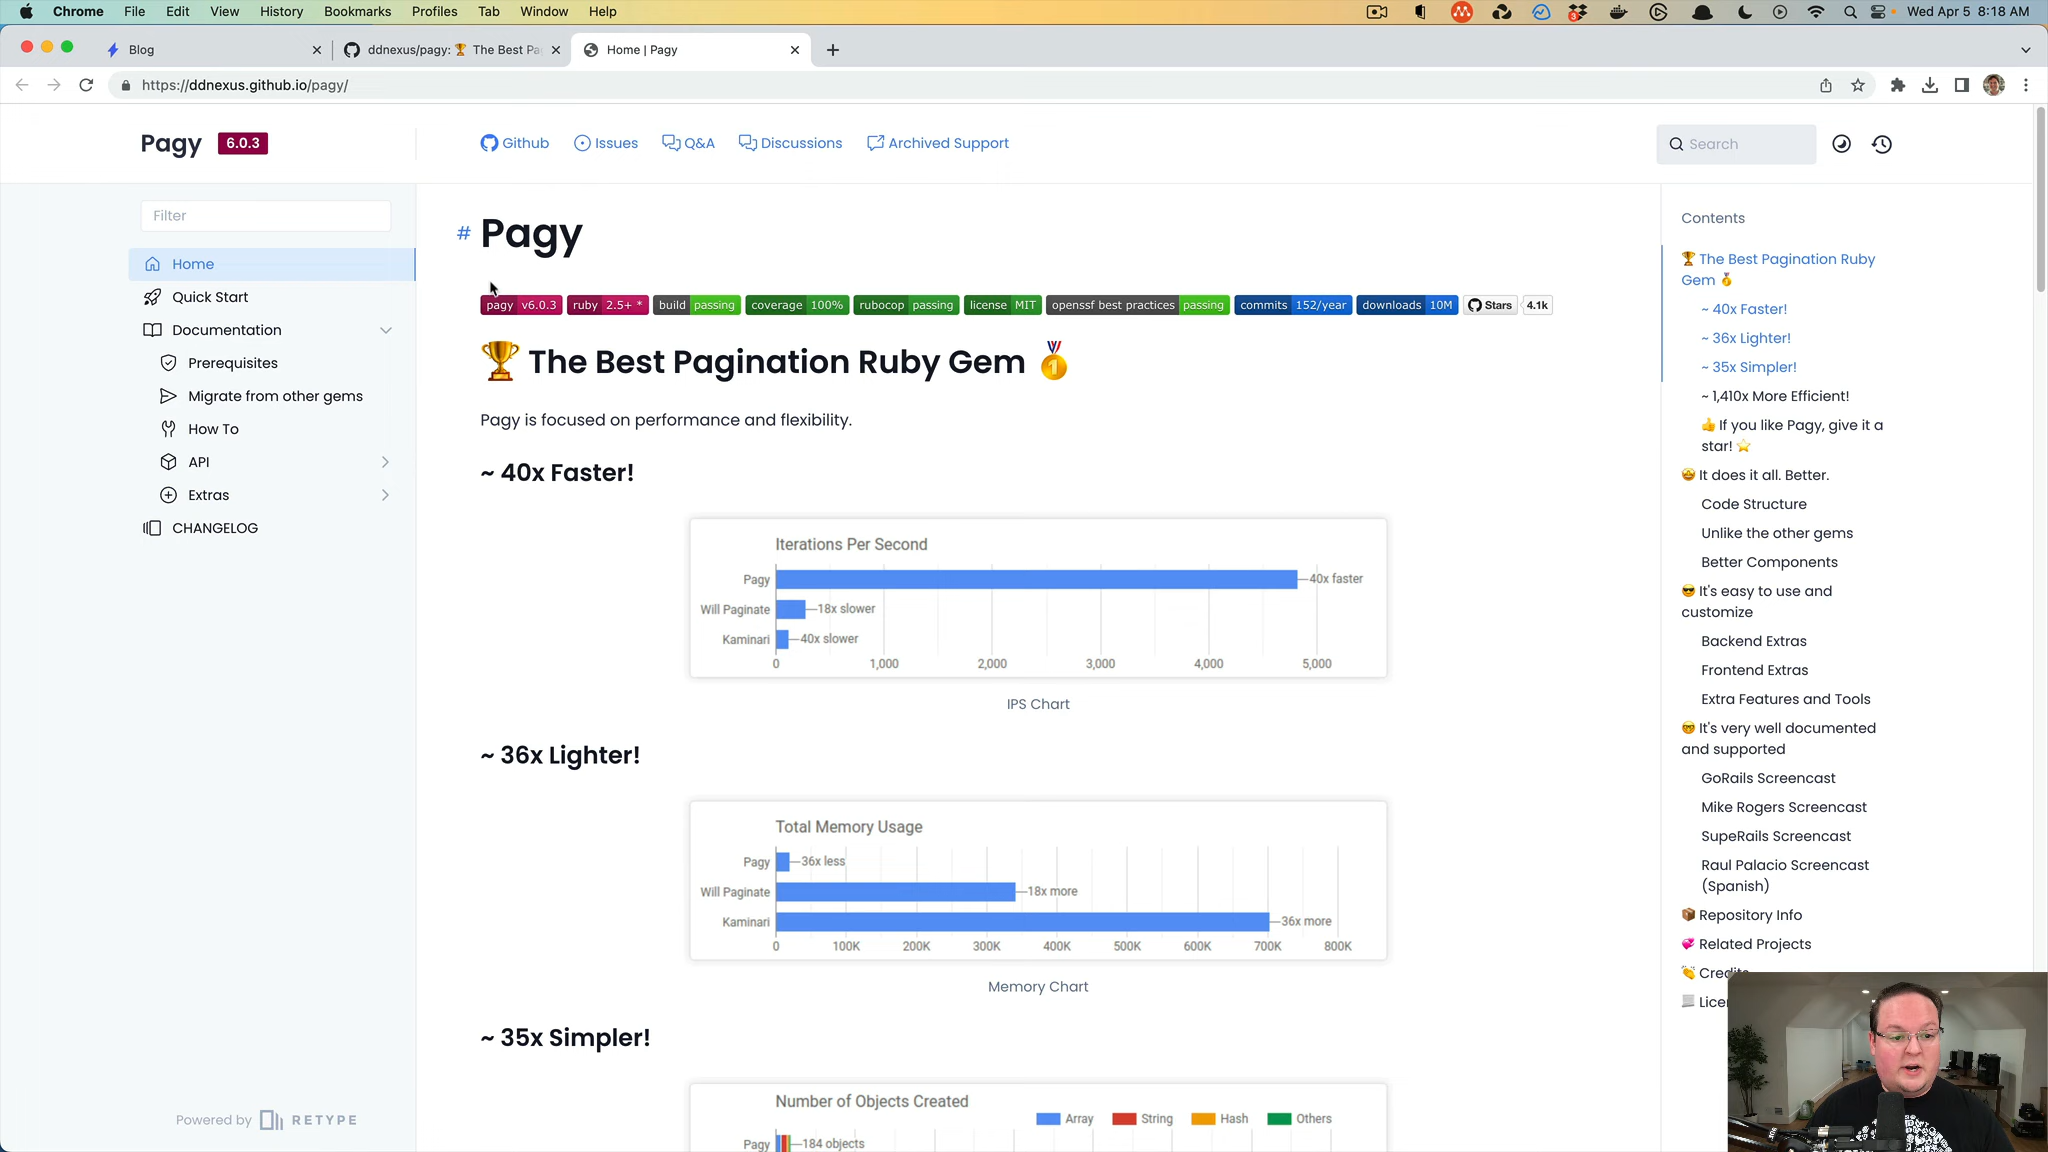 Chrome File Edit View History Bookmarks Profiles Tab Window Help
3
Wed Apr 5 8:18 AM
Blog
ddnexus/pagy: 🏆 The Best Pa
Home | Pagy
https://ddnexus.github.io/pagy/
Pagy 6.0.3
Github Issues Q&A Discussions Archived Support
Search
Filter
Home
Quick Start
Documentation
Prerequisites
Migrate from other gems
How To
API
Extras
CHANGELOG
Powered by RETYPE
# Pagy
pagy v6.0.3 ruby 2.5+ * build passing coverage 100% rubocop passing license MIT openssf best practices passing commits 152/year downloads 10M Stars 4.1k
🏆 The Best Pagination Ruby Gem 🥇
Pagy is focused on performance and flexibility.
~ 40x Faster!
Iterations Per Second
Pagy 40x faster
Will Paginate 18x slower
Kaminari 40x slower
0 1,000 2,000 3,000 4,000 5,000
IPS Chart
~ 36x Lighter!
Total Memory Usage
Pagy 36x less
Will Paginate 18x more
Kaminari 36x more
0 100K 200K 300K 400K 500K 600K 700K 800K
Memory Chart
~ 35x Simpler!
Number of Objects Created
Array String Hash Others
Pagy 184 objects
Contents
🏆 The Best Pagination Ruby
Gem 🥇
~ 40x Faster!
~ 36x Lighter!
~ 35x Simpler!
~ 1,410x More Efficient!
👍 If you like Pagy, give it a
star! ⭐
🤩 It does it all. Better.
Code Structure
Unlike the other gems
Better Components
😎 It's easy to use and
customize
Backend Extras
Frontend Extras
Extra Features and Tools
🤓 It's very well documented
and supported
GoRails Screencast
Mike Rogers Screencast
SupeRails Screencast
Raul Palacio Screencast
(Spanish)
📦 Repository Info
💞 Related Projects
👏 Credits
📃 Licen